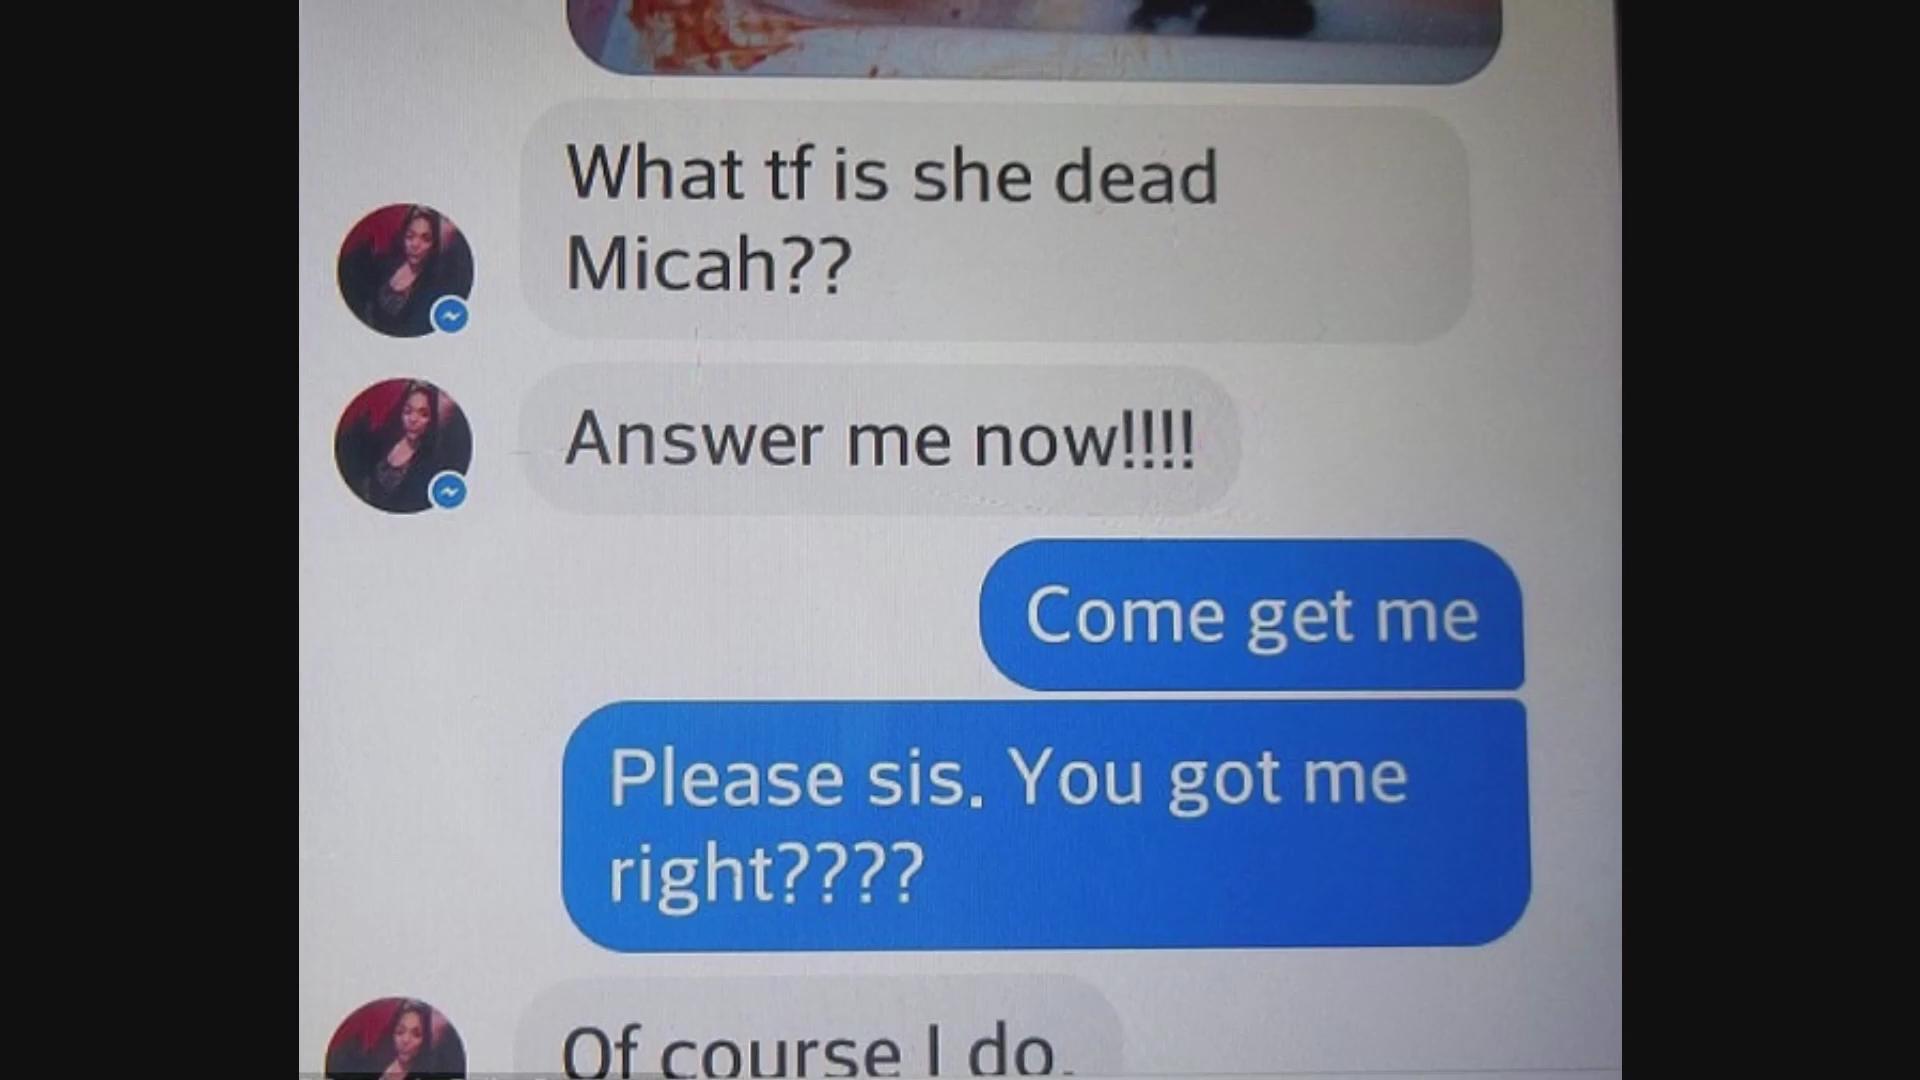 What tf is she dead
Micah??
Answer me now!!!!
Come get me
Please sis. You got me
right????
Of course I do.